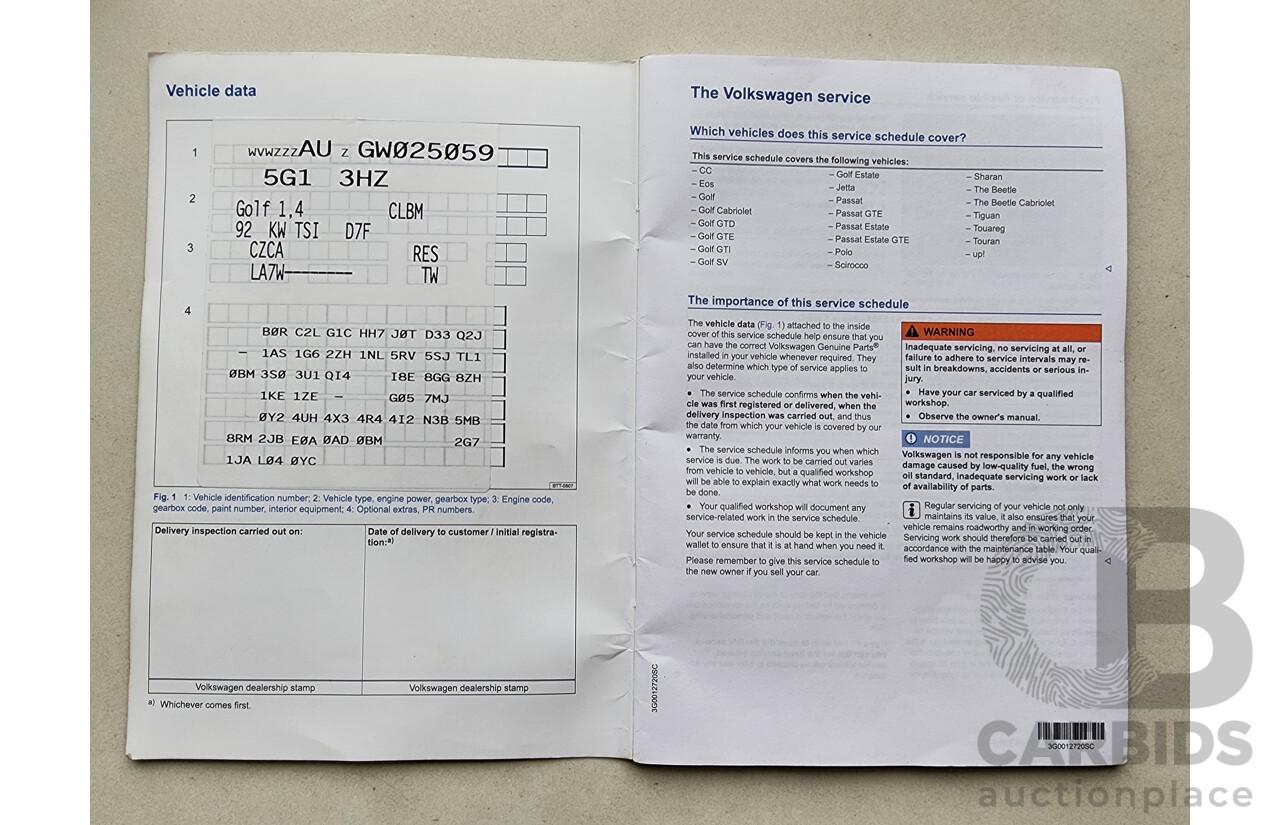 Vehicle data
1
WVWZZZAU Z GWØ25Ø59
5G1 3HZ
2
Golf 1,4 CLBM
92 KW TSI D7F
3
CZCA RES
LA7W-------- TW
4
BØR C2L G1C HH7 JØT D33 Q2J
– 1AS 1G6 2ZH 1NL 5RV 5SJ TL1
ØBM 3SØ 3U1 QI4 I8E 8GG 8ZH
1KE 1ZE – GØ5 7MJ
ØY2 4UH 4X3 4R4 4I2 N3B 5MB
8RM 2JB EØA ØAD ØBM 2G7
1JA LØ4 ØYC
BTT-0507
Fig. 1 1: Vehicle identification number; 2: Vehicle type, engine power, gearbox type; 3: Engine code,
gearbox code, paint number, interior equipment; 4: Optional extras, PR numbers.
Delivery inspection carried out on:
Date of delivery to customer / initial registra-
tion:a)
Volkswagen dealership stamp
Volkswagen dealership stamp
a) Whichever comes first.
The Volkswagen service
Which vehicles does this service schedule cover?
This service schedule covers the following vehicles:
– CC
– Eos
– Golf
– Golf Cabriolet
– Golf GTD
– Golf GTE
– Golf GTI
– Golf SV
– Golf Estate
– Jetta
– Passat
– Passat GTE
– Passat Estate
– Passat Estate GTE
– Polo
– Scirocco
– Sharan
– The Beetle
– The Beetle Cabriolet
– Tiguan
– Touareg
– Touran
– up!
The importance of this service schedule
The vehicle data (Fig. 1) attached to the inside
cover of this service schedule help ensure that you
can have the correct Volkswagen Genuine Parts®
installed in your vehicle whenever required. They
also determine which type of service applies to
your vehicle.
• The service schedule confirms when the vehi-
cle was first registered or delivered, when the
delivery inspection was carried out, and thus
the date from which your vehicle is covered by our
warranty.
• The service schedule informs you when which
service is due. The work to be carried out varies
from vehicle to vehicle, but a qualified workshop
will be able to explain exactly what work needs to
be done.
• Your qualified workshop will document any
service-related work in the service schedule.
Your service schedule should be kept in the vehicle
wallet to ensure that it is at hand when you need it.
Please remember to give this service schedule to
the new owner if you sell your car.
WARNING
Inadequate servicing, no servicing at all, or
failure to adhere to service intervals may re-
sult in breakdowns, accidents or serious in-
jury.
• Have your car serviced by a qualified
workshop.
• Observe the owner's manual.
NOTICE
Volkswagen is not responsible for any vehicle
damage caused by low-quality fuel, the wrong
oil standard, inadequate servicing work or lack
of availability of parts.
Regular servicing of your vehicle not only
maintains its value, it also ensures that your
vehicle remains roadworthy and in working order.
Servicing work should therefore be carried out in
accordance with the maintenance table. Your quali-
fied workshop will be happy to advise you.
3G0012720SC
3G0012720SC
CARBIDS
auctionplace